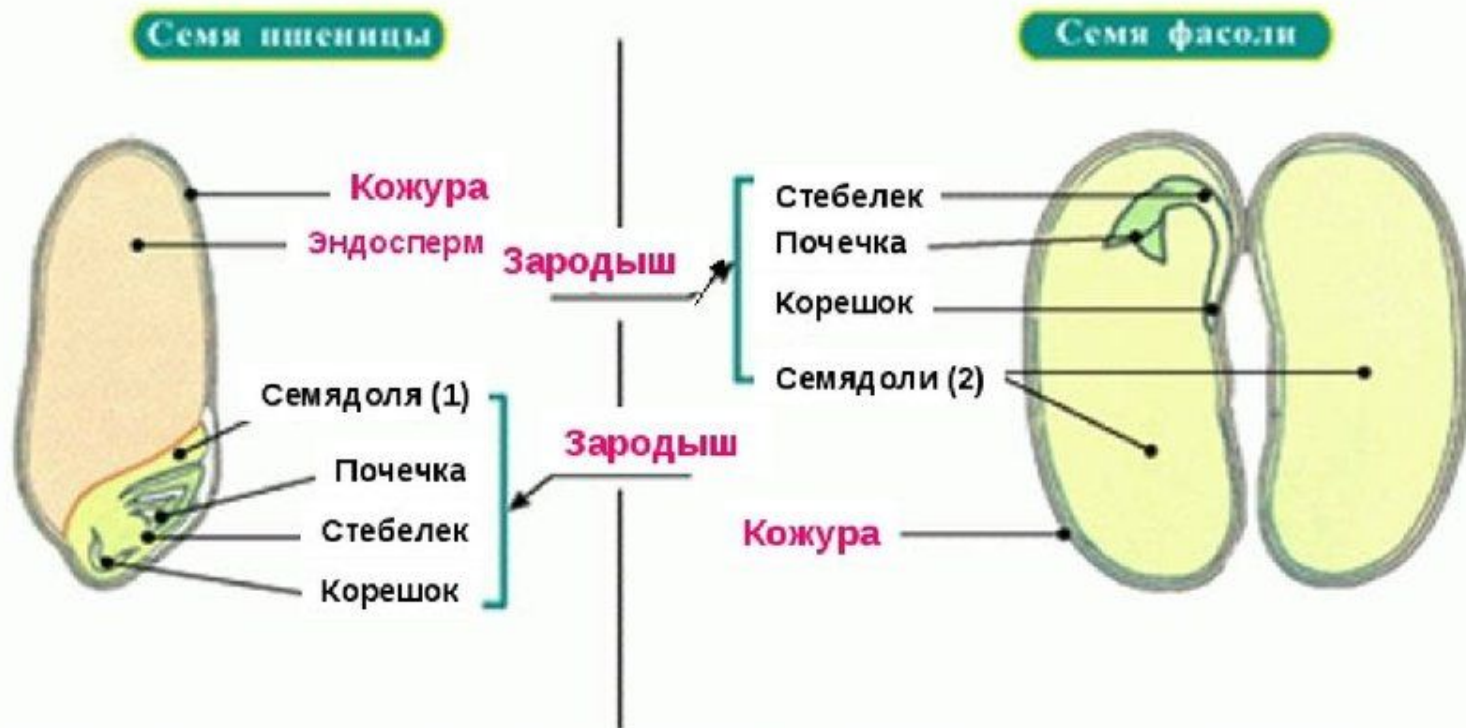 Семя пшеницы
Семя фасоли
Кожура
Эндосперм
Зародыш
Семядоля (1)
Почечка
Стебелек
Корешок
Зародыш
Стебелек
Почечка
Корешок
Семядоли (2)
Кожура